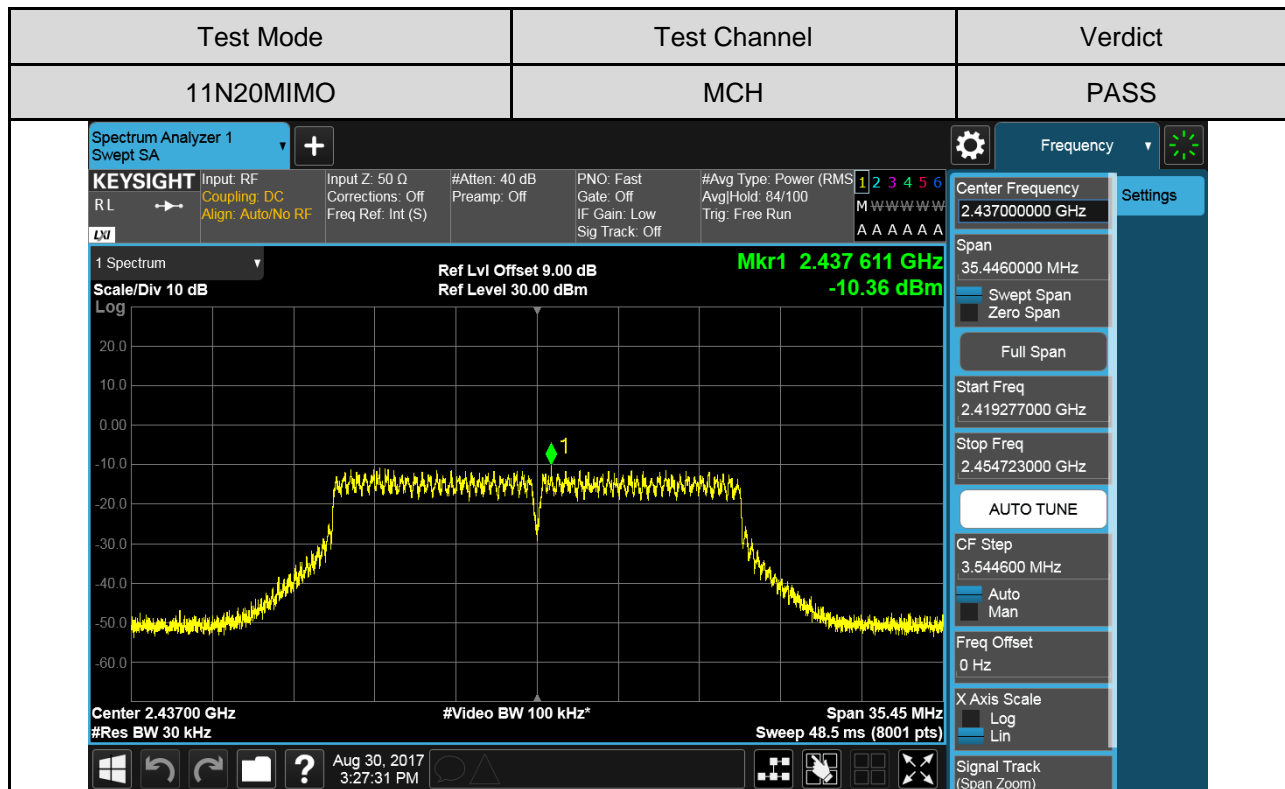 Test Mode
Test Channel
Verdict
11N20MIMO
MCH
PASS
Spectrum Analyzer 1
Swept SA
+
Frequency
KEYSIGHT
RL
LXI
Input: RF
Coupling: DC
Align: Auto/No RF
Input Z: 50 Ω
Corrections: Off
Freq Ref: Int (S)
#Atten: 40 dB
Preamp: Off
PNO: Fast
Gate: Off
IF Gain: Low
Sig Track: Off
#Avg Type: Power (RMS
Avg|Hold: 84/100
Trig: Free Run
1 2 3 4 5 6
M W W W W W
A A A A A A
Center Frequency
2.437000000 GHz
Settings
1 Spectrum
Scale/Div 10 dB
Log
Ref Lvl Offset 9.00 dB
Ref Level 30.00 dBm
Mkr1 2.437 611 GHz
-10.36 dBm
20.0
10.0
0.00
-10.0
-20.0
-30.0
-40.0
-50.0
-60.0
1
Span
35.4460000 MHz
Swept Span
Zero Span
Full Span
Start Freq
2.419277000 GHz
Stop Freq
2.454723000 GHz
AUTO TUNE
CF Step
3.544600 MHz
Auto
Man
Freq Offset
0 Hz
X Axis Scale
Log
Lin
Signal Track
(Span Zoom)
Center 2.43700 GHz
#Res BW 30 kHz
#Video BW 100 kHz*
Span 35.45 MHz
Sweep 48.5 ms (8001 pts)
?
Aug 30, 2017
3:27:31 PM